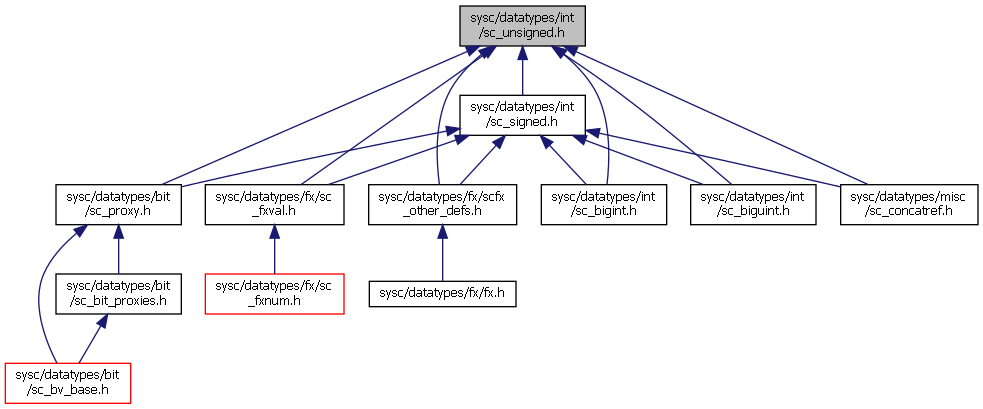 sysc/datatypes/int
/sc_unsigned.h
sysc/datatypes/int
/sc_signed.h
sysc/datatypes/bit
/sc_proxy.h
sysc/datatypes/fx/sc
_fxval.h
sysc/datatypes/fx/scfx
_other_defs.h
sysc/datatypes/int
/sc_bigint.h
sysc/datatypes/int
/sc_biguint.h
sysc/datatypes/misc
/sc_concatref.h
sysc/datatypes/bit
/sc_bit_proxies.h
sysc/datatypes/fx/sc
_fxnum.h
sysc/datatypes/fx/fx.h
sysc/datatypes/bit
/sc_bv_base.h